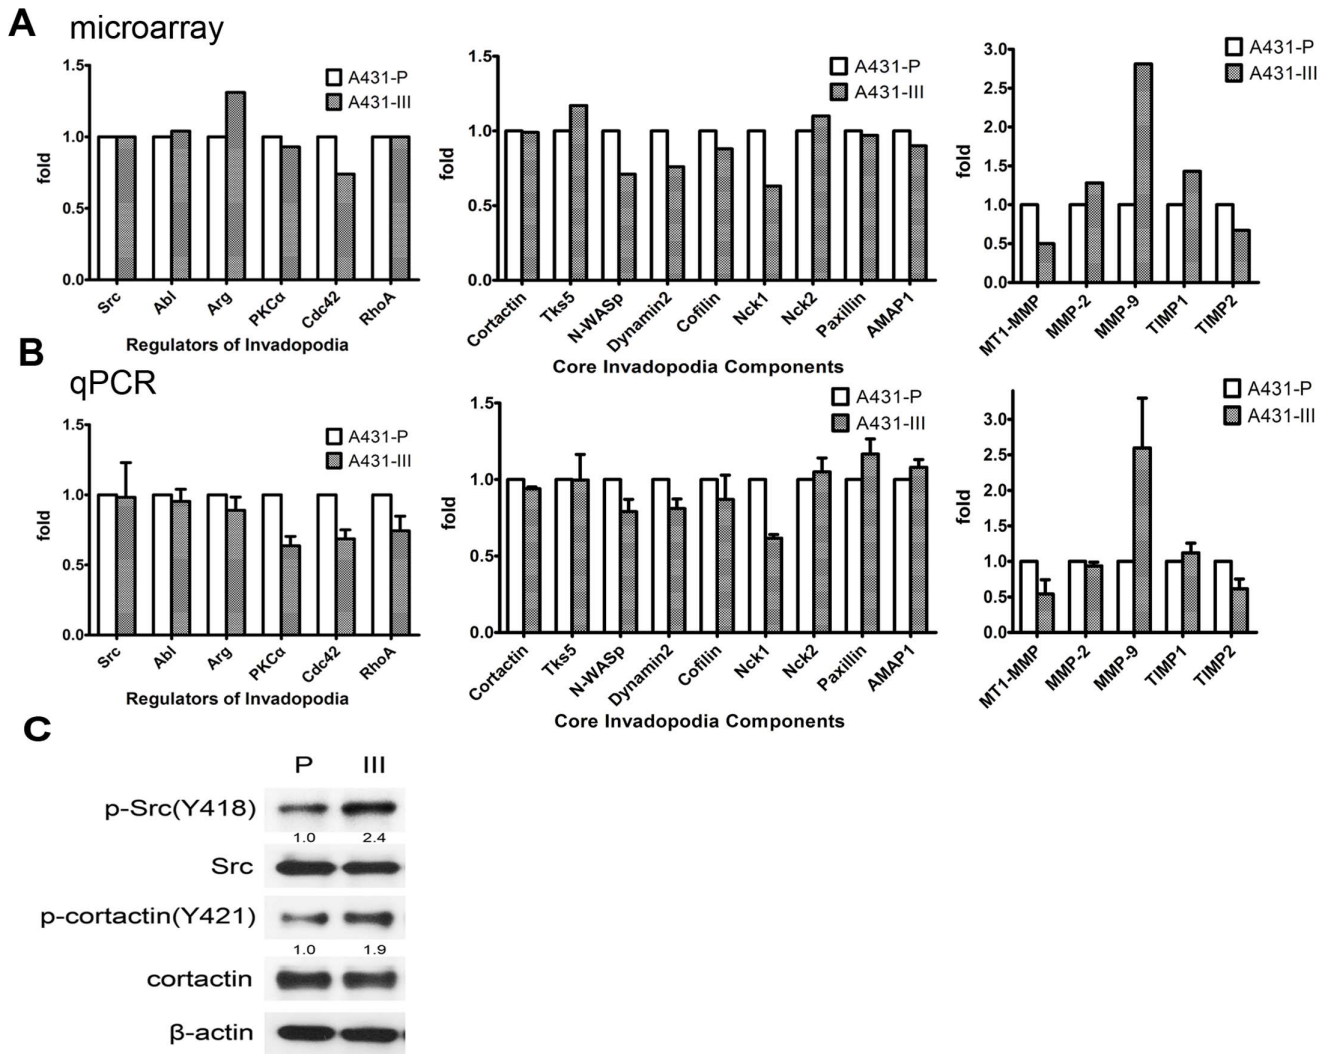 A microarray
1.5
1.0
0.5
0.0
fold
A431-P
A431-III
Src Abl Arg PKCα Cdc42 RhoA
Regulators of Invadopodia
1.5
1.0
0.5
0.0
fold
A431-P
A431-III
Cortactin Tks5 N-WASp Dynamin2 Cofilin Nck1 Nck2 Paxillin AMAP1
Core Invadopodia Components
3.0
2.5
2.0
1.5
1.0
0.5
0.0
fold
A431-P
A431-III
MT1-MMP MMP-2 MMP-9 TIMP1 TIMP2
B qPCR
1.5
1.0
0.5
0.0
fold
A431-P
A431-III
Src Abl Arg PKCα Cdc42 RhoA
Regulators of Invadopodia
1.5
1.0
0.5
0.0
fold
A431-P
A431-III
Cortactin Tks5 N-WASp Dynamin2 Cofilin Nck1 Nck2 Paxillin AMAP1
Core Invadopodia Components
3.0
2.5
2.0
1.5
1.0
0.5
0.0
fold
A431-P
A431-III
MT1-MMP MMP-2 MMP-9 TIMP1 TIMP2
C
P III
p-Src(Y418)
1.0 2.4
Src
p-cortactin(Y421)
1.0 1.9
cortactin
β-actin